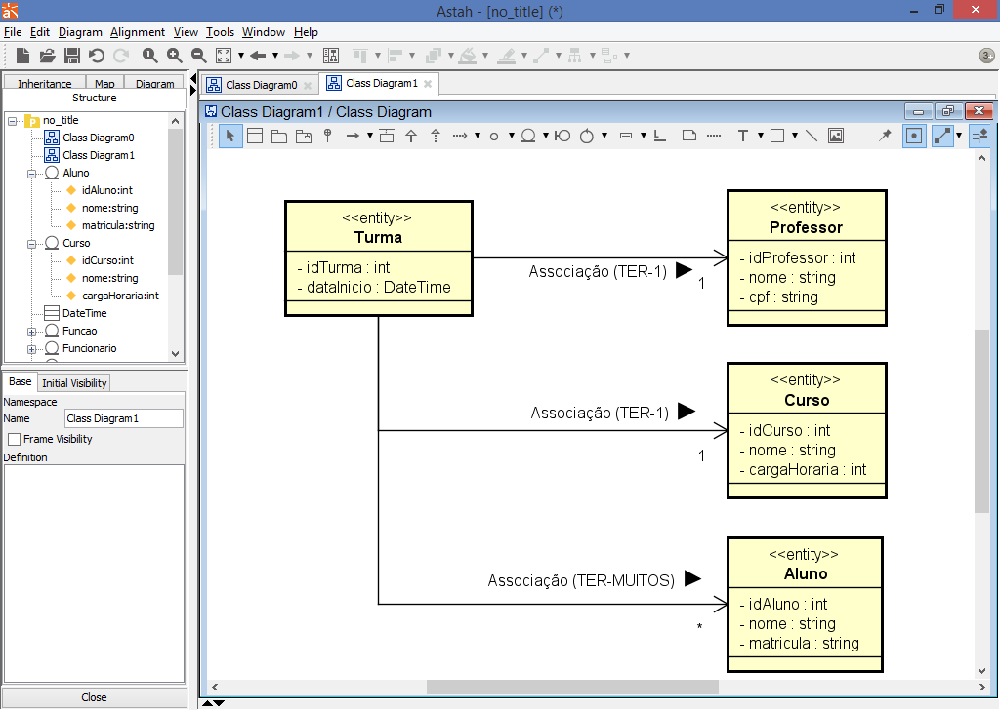 Astah - [no_title] (*)
File Edit Diagram Alignment View Tools Window Help
3
Inheritance Map Diagram
Structure
no_title
Class Diagram0
Class Diagram1
Aluno
idAluno:int
nome:string
matricula:string
Curso
idCurso:int
nome:string
cargaHoraria:int
DateTime
Funcao
Funcionario
Base Initial Visibility
Namespace
Name Class Diagram1
Frame Visibility
Definition
Close
Class Diagram0 Class Diagram1
Class Diagram1 / Class Diagram
T
<<entity>>
Turma
- idTurma : int
- dataInicio : DateTime
Associação (TER-1)
1
<<entity>>
Professor
- idProfessor : int
- nome : string
- cpf : string
Associação (TER-1)
1
<<entity>>
Curso
- idCurso : int
- nome : string
- cargaHoraria : int
Associação (TER-MUITOS)
*
<<entity>>
Aluno
- idAluno : int
- nome : string
- matricula : string